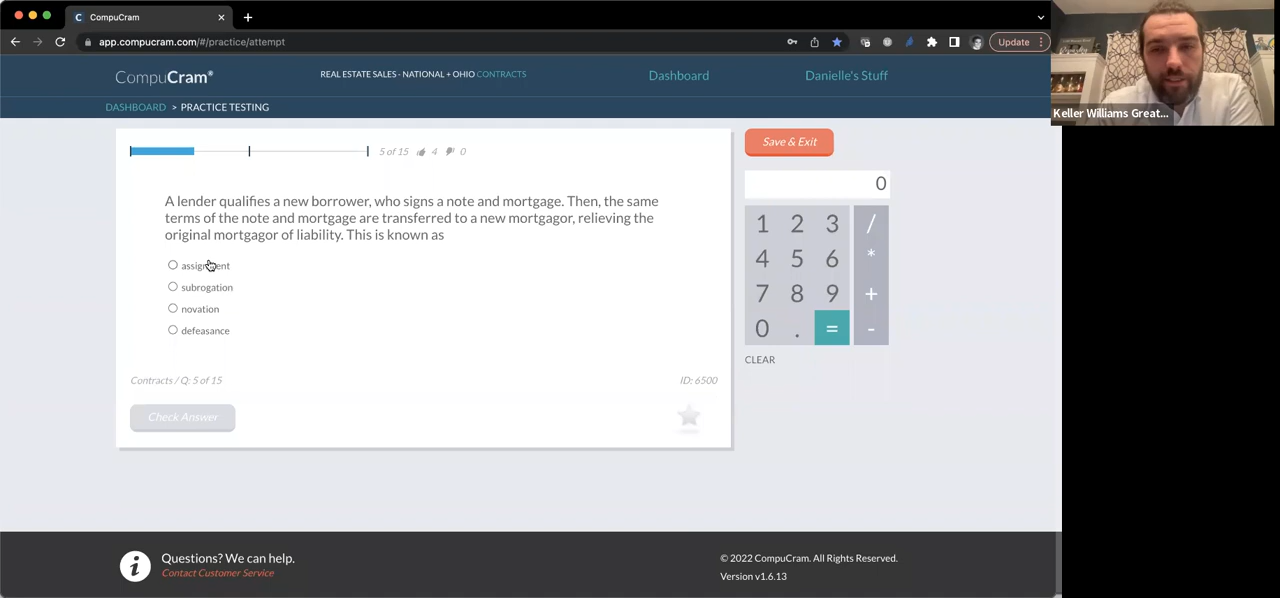 CompuCram
app.compucram.com/#/practice/attempt
Update
CompuCram®
REAL ESTATE SALES - NATIONAL + OHIO CONTRACTS
Dashboard
Danielle's Stuff
DASHBOARD > PRACTICE TESTING
Keller Williams Great...
5 of 15 4 0
Save & Exit
0
A lender qualifies a new borrower, who signs a note and mortgage. Then, the same
terms of the note and mortgage are transferred to a new mortgagor, relieving the
original mortgagor of liability. This is known as
assignment
subrogation
novation
defeasance
1 2 3 /
4 5 6 *
7 8 9 +
0 . = -
CLEAR
Contracts / Q: 5 of 15
ID: 6500
Check Answer
Questions? We can help.
Contact Customer Service
© 2022 CompuCram. All Rights Reserved.
Version v1.6.13